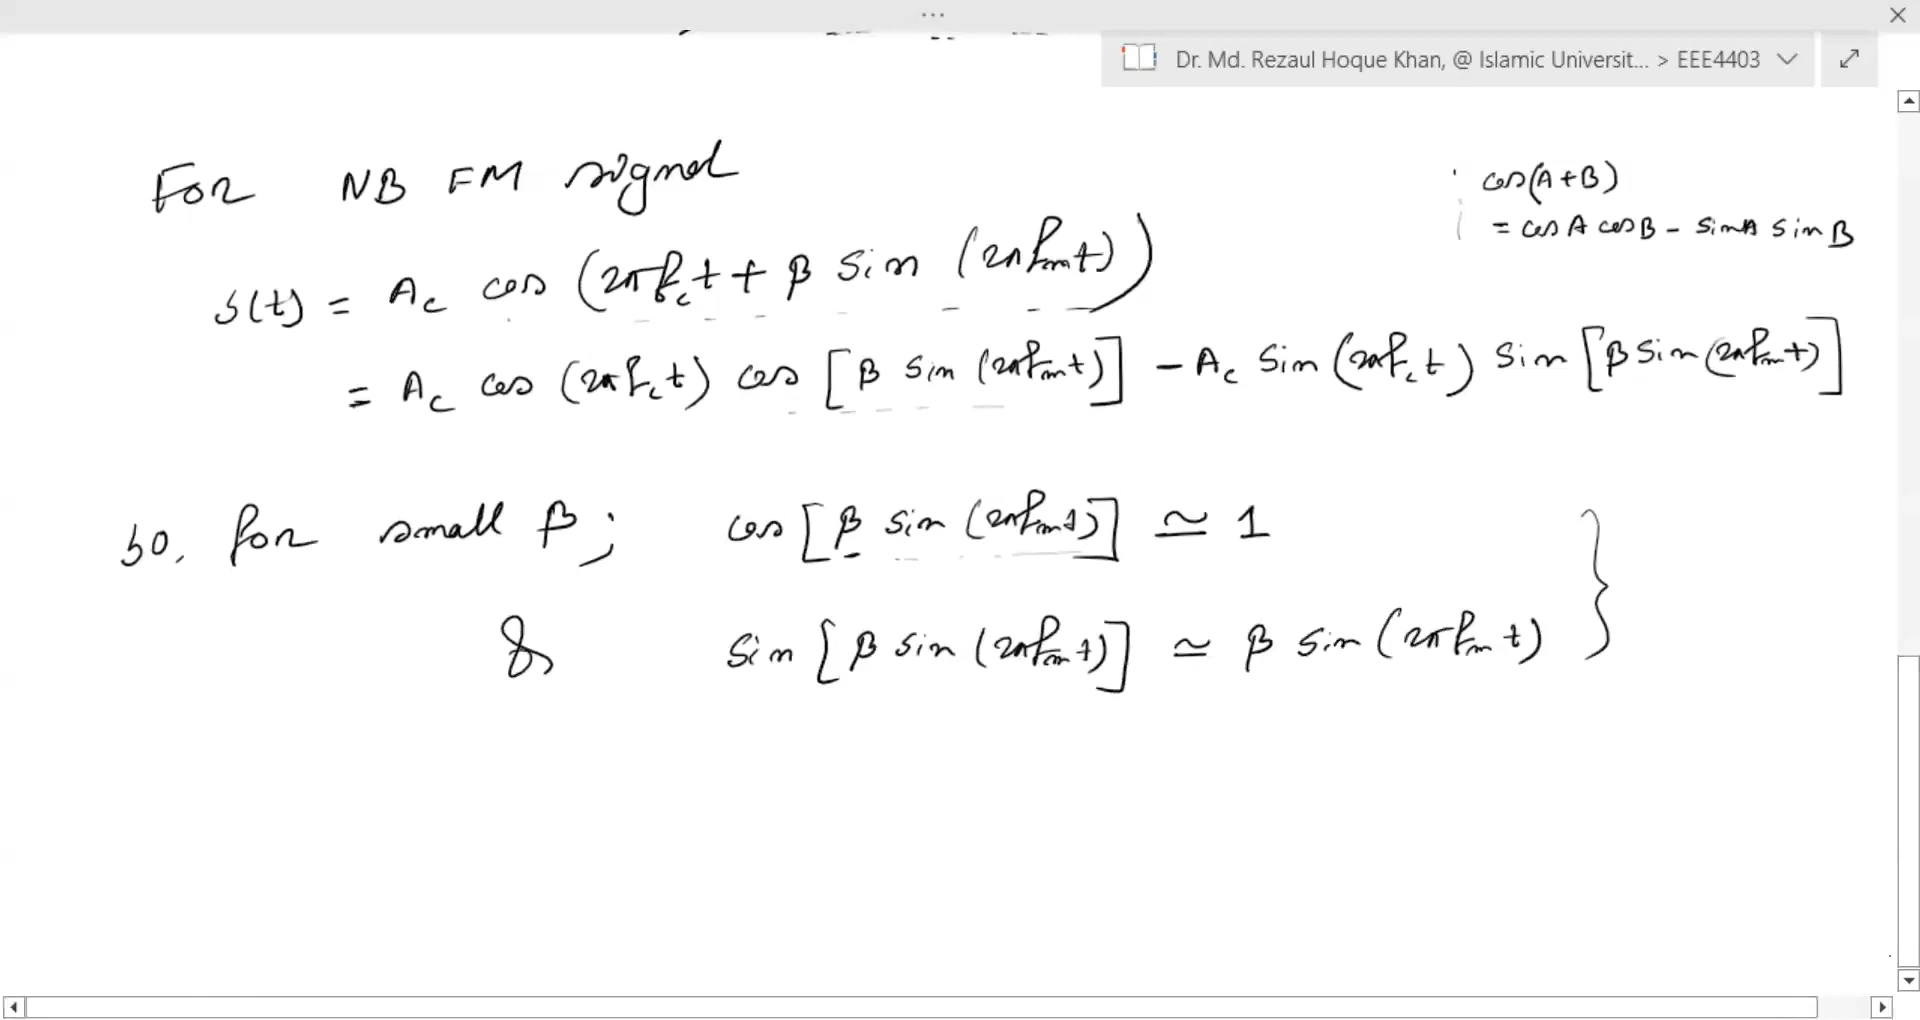 Dr. Md. Rezaul Hoque Khan, @ Islamic Universit... > EEE4403
For NB FM signal
cos(A+B)
= cos A cos B - sin A sin B
s(t) = A_c cos (2πf_c t + β sin (2πf_m t))
= A_c cos (2πf_c t) cos [β sin (2πf_m t)] - A_c sin (2πf_c t) sin [β sin (2πf_m t)]
so, for small β; cos [β sin (2πf_m t)] ≃ 1
& sin [β sin (2πf_m t)] ≃ β sin (2πf_m t) }